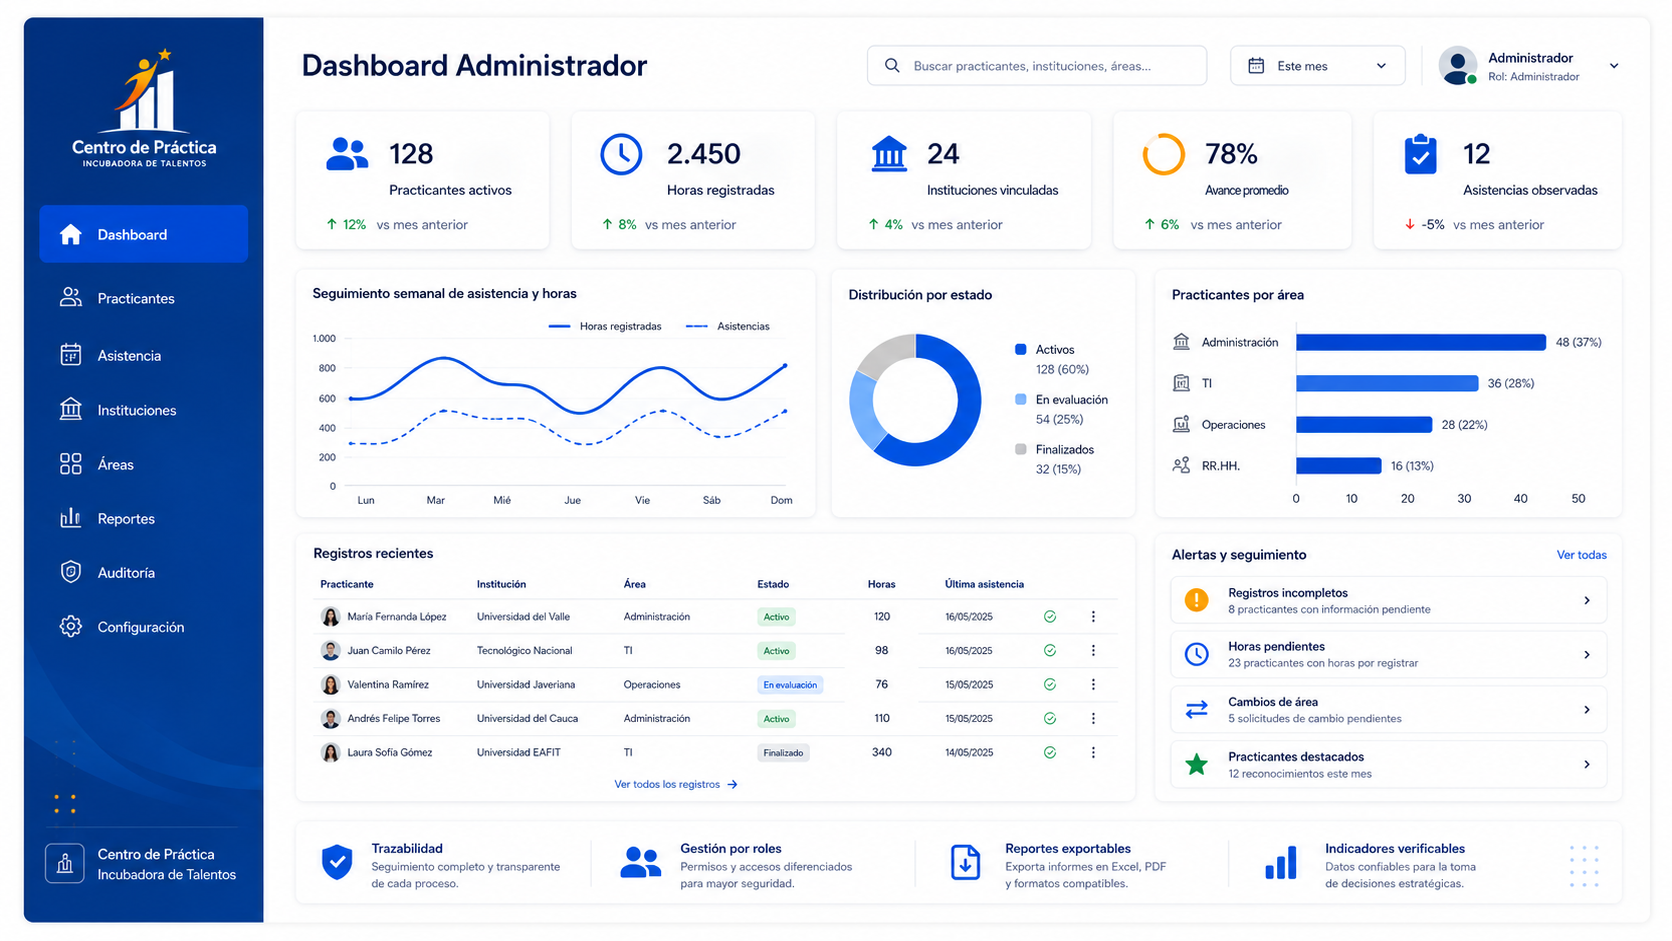 Centro de Práctica
INCUBADORA DE TALENTOS
Dashboard
Practicantes
Asistencia
Instituciones
Áreas
Reportes
Auditoría
Configuración
Centro de Práctica
Incubadora de Talentos
Dashboard Administrador
Buscar practicantes, instituciones, áreas...
Este mes
Administrador
Rol: Administrador
128
Practicantes activos
↑ 12% vs mes anterior
2.450
Horas registradas
↑ 8% vs mes anterior
24
Instituciones vinculadas
↑ 4% vs mes anterior
78%
Avance promedio
↑ 6% vs mes anterior
12
Asistencias observadas
↓ -5% vs mes anterior
Seguimiento semanal de asistencia y horas
Horas registradas Asistencias
1.000
800
600
400
200
0
Lun Mar Mié Jue Vie Sáb Dom
Distribución por estado
Activos
128 (60%)
En evaluación
54 (25%)
Finalizados
32 (15%)
Practicantes por área
Administración 48 (37%)
TI 36 (28%)
Operaciones 28 (22%)
RR.HH. 16 (13%)
0 10 20 30 40 50
Registros recientes
Practicante Institución Área Estado Horas Última asistencia
María Fernanda López Universidad del Valle Administración Activo 120 16/05/2025
Juan Camilo Pérez Tecnológico Nacional TI Activo 98 16/05/2025
Valentina Ramírez Universidad Javeriana Operaciones En evaluación 76 15/05/2025
Andrés Felipe Torres Universidad del Cauca Administración Activo 110 15/05/2025
Laura Sofía Gómez Universidad EAFIT TI Finalizado 340 14/05/2025
Ver todos los registros →
Alertas y seguimiento Ver todas
Registros incompletos
8 practicantes con información pendiente
Horas pendientes
23 practicantes con horas por registrar
Cambios de área
5 solicitudes de cambio pendientes
Practicantes destacados
12 reconocimientos este mes
Trazabilidad
Seguimiento completo y transparente
de cada proceso.
Gestión por roles
Permisos y accesos diferenciados
para mayor seguridad.
Reportes exportables
Exporta informes en Excel, PDF
y formatos compatibles.
Indicadores verificables
Datos confiables para la toma
de decisiones estratégicas.